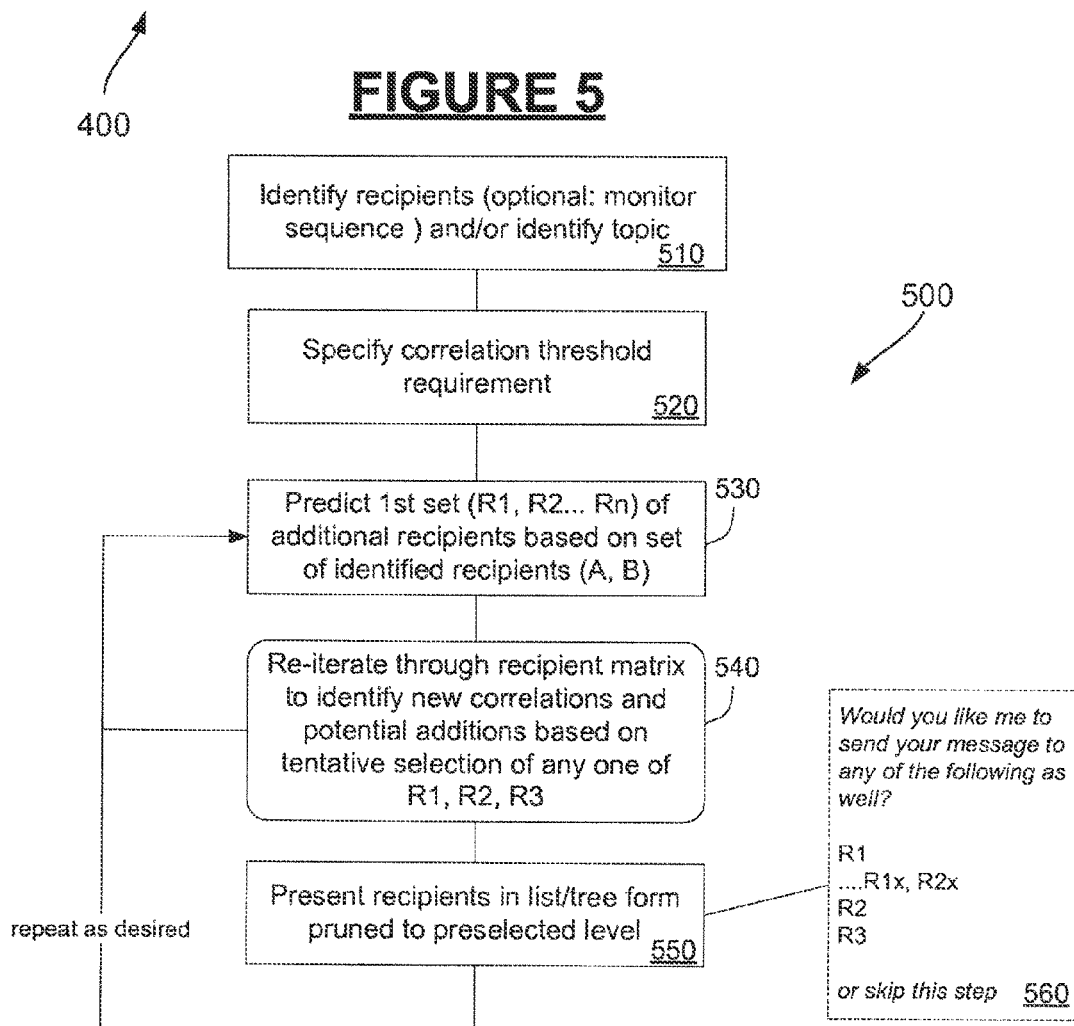 400
FIGURE 5
Identify recipients (optional: monitor
sequence ) and/or identify topic
510
500
Specify correlation threshold
requirement
520
530
Predict 1st set (R1, R2... Rn) of
additional recipients based on set
of identified recipients (A, B)
540
Re-iterate through recipient matrix
to identify new correlations and
potential additions based on
tentative selection of any one of
R1, R2, R3
Would you like me to
send your message to
any of the following as
well?
R1
....R1x, R2x
R2
R3
or skip this step 560
Present recipients in list/tree form
pruned to preselected level
550
repeat as desired